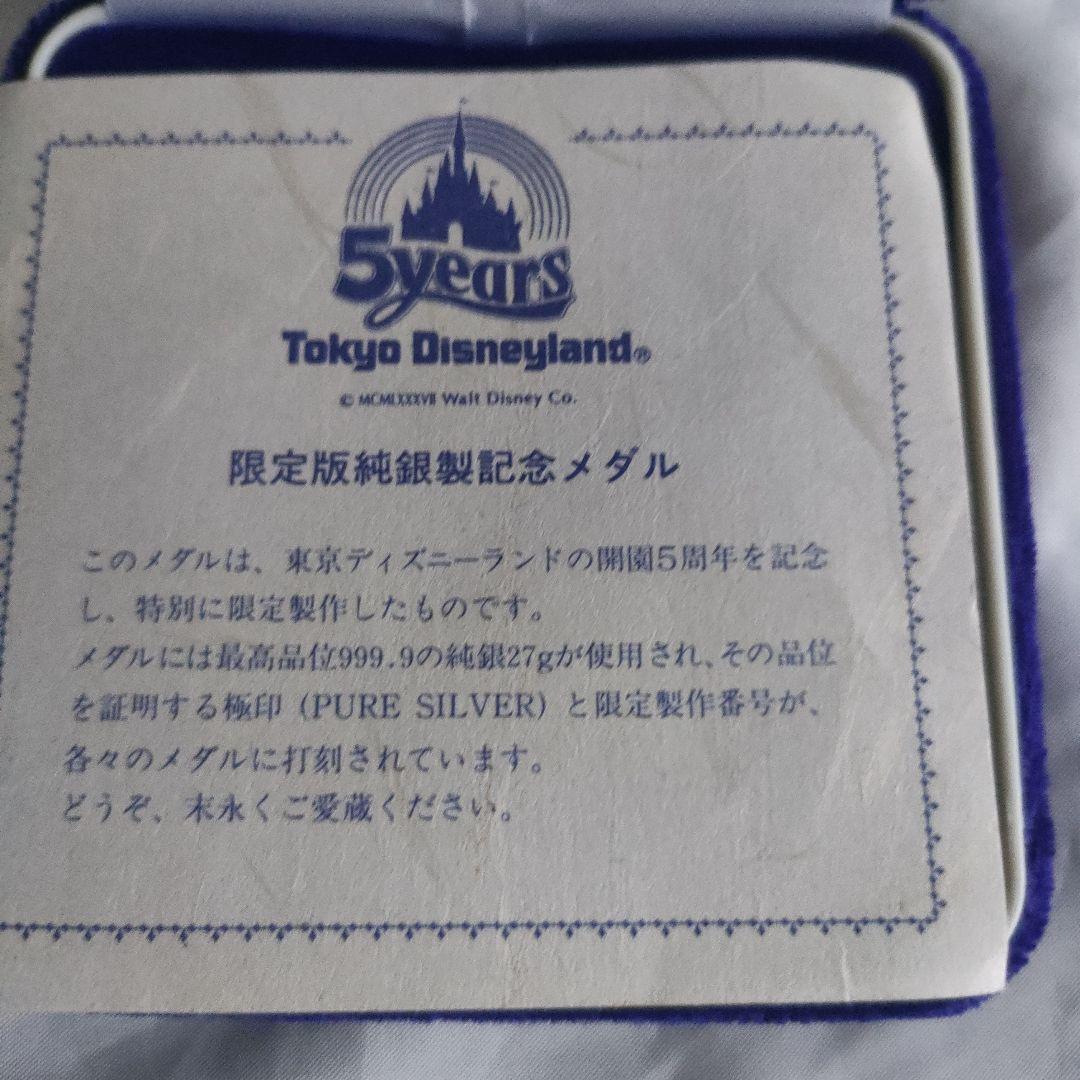 5years
Tokyo Disneyland®
© MCMLXXXVII Walt Disney Co.
限定版純銀製記念メダル
このメダルは、東京ディズニーランドの開園5周年を記念
し、特別に限定製作したものです。
メダルには最高品位999.9の純銀27gが使用され、その品位
を証明する極印（PURE SILVER）と限定製作番号が、
各々のメダルに打刻されています。
どうぞ、末永くご愛蔵ください。